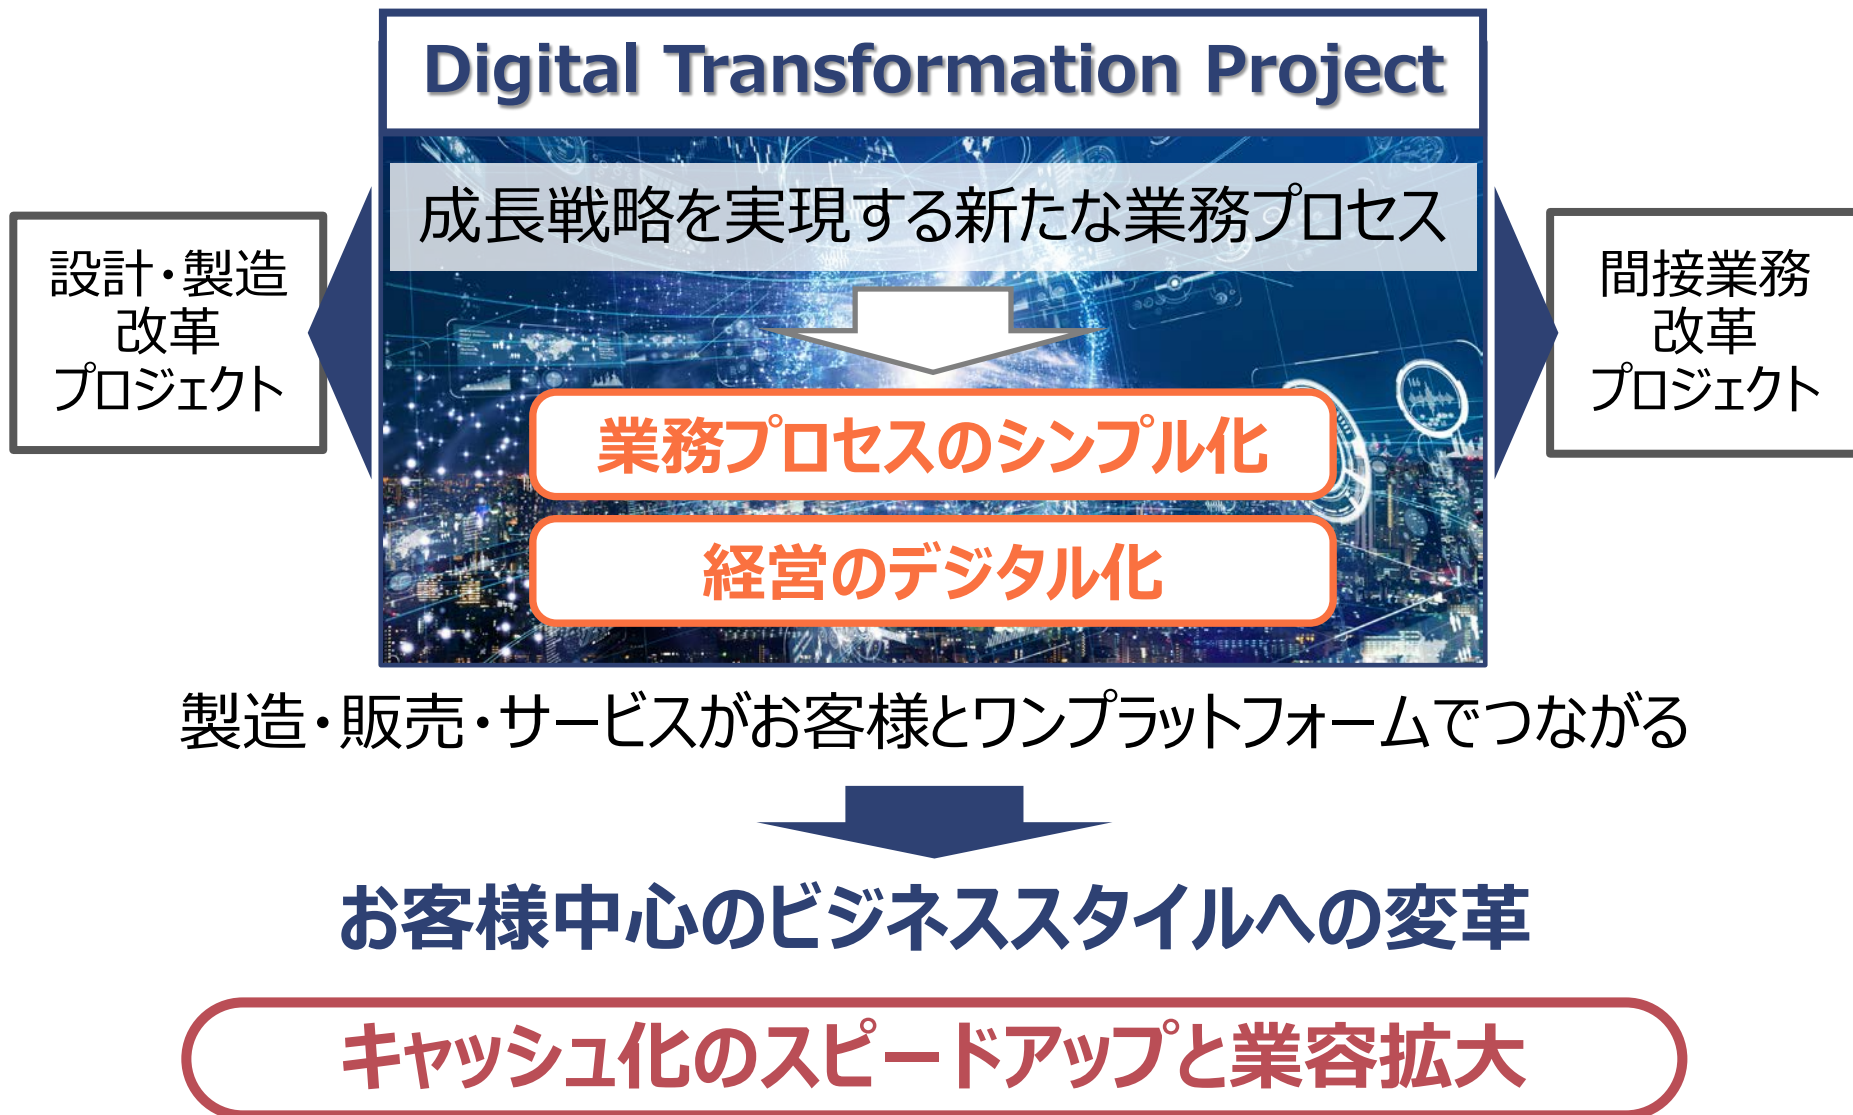 Digital Transformation Project
成長戦略を実現する新たな業務プロセス
設計・製造
改革
プロジェクト
間接業務
改革
プロジェクト
業務プロセスのシンプル化
経営のデジタル化
製造・販売・サービスがお客様とワンプラットフォームでつながる
お客様中心のビジネススタイルへの変革
キャッシュ化のスピードアップと業容拡大